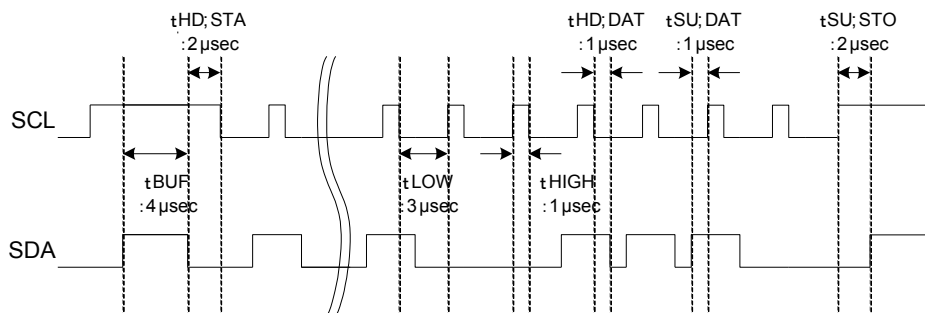 tHD; STA
:2μsec
tHD; DAT
:1μsec
tSU; DAT
:1μsec
tSU; STO
:2μsec
SCL
tBUF
:4μsec
tLOW
:3μsec
tHIGH
:1μsec
SDA